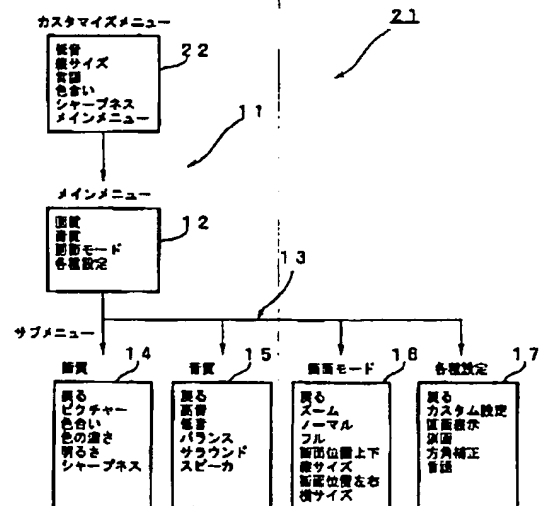 カスタマイズメニュー
21
低音
22
縦サイズ
言語
色合い
シャープネス
メインメニュー
11
メインメニュー
画質
12
音質
画面モード
各種設定
13
サブメニュー
画質
14
音質
15
画面モード
16
各種設定
17
戻る
ピクチャー
色合い
色の濃さ
明るさ
シャープネス
戻る
高音
低音
バランス
サラウンド
スピーカ
戻る
ズーム
ノーマル
フル
画面位置上下
縦サイズ
画面位置左右
横サイズ
戻る
カスタム設定
画面表示
方角補正
言語